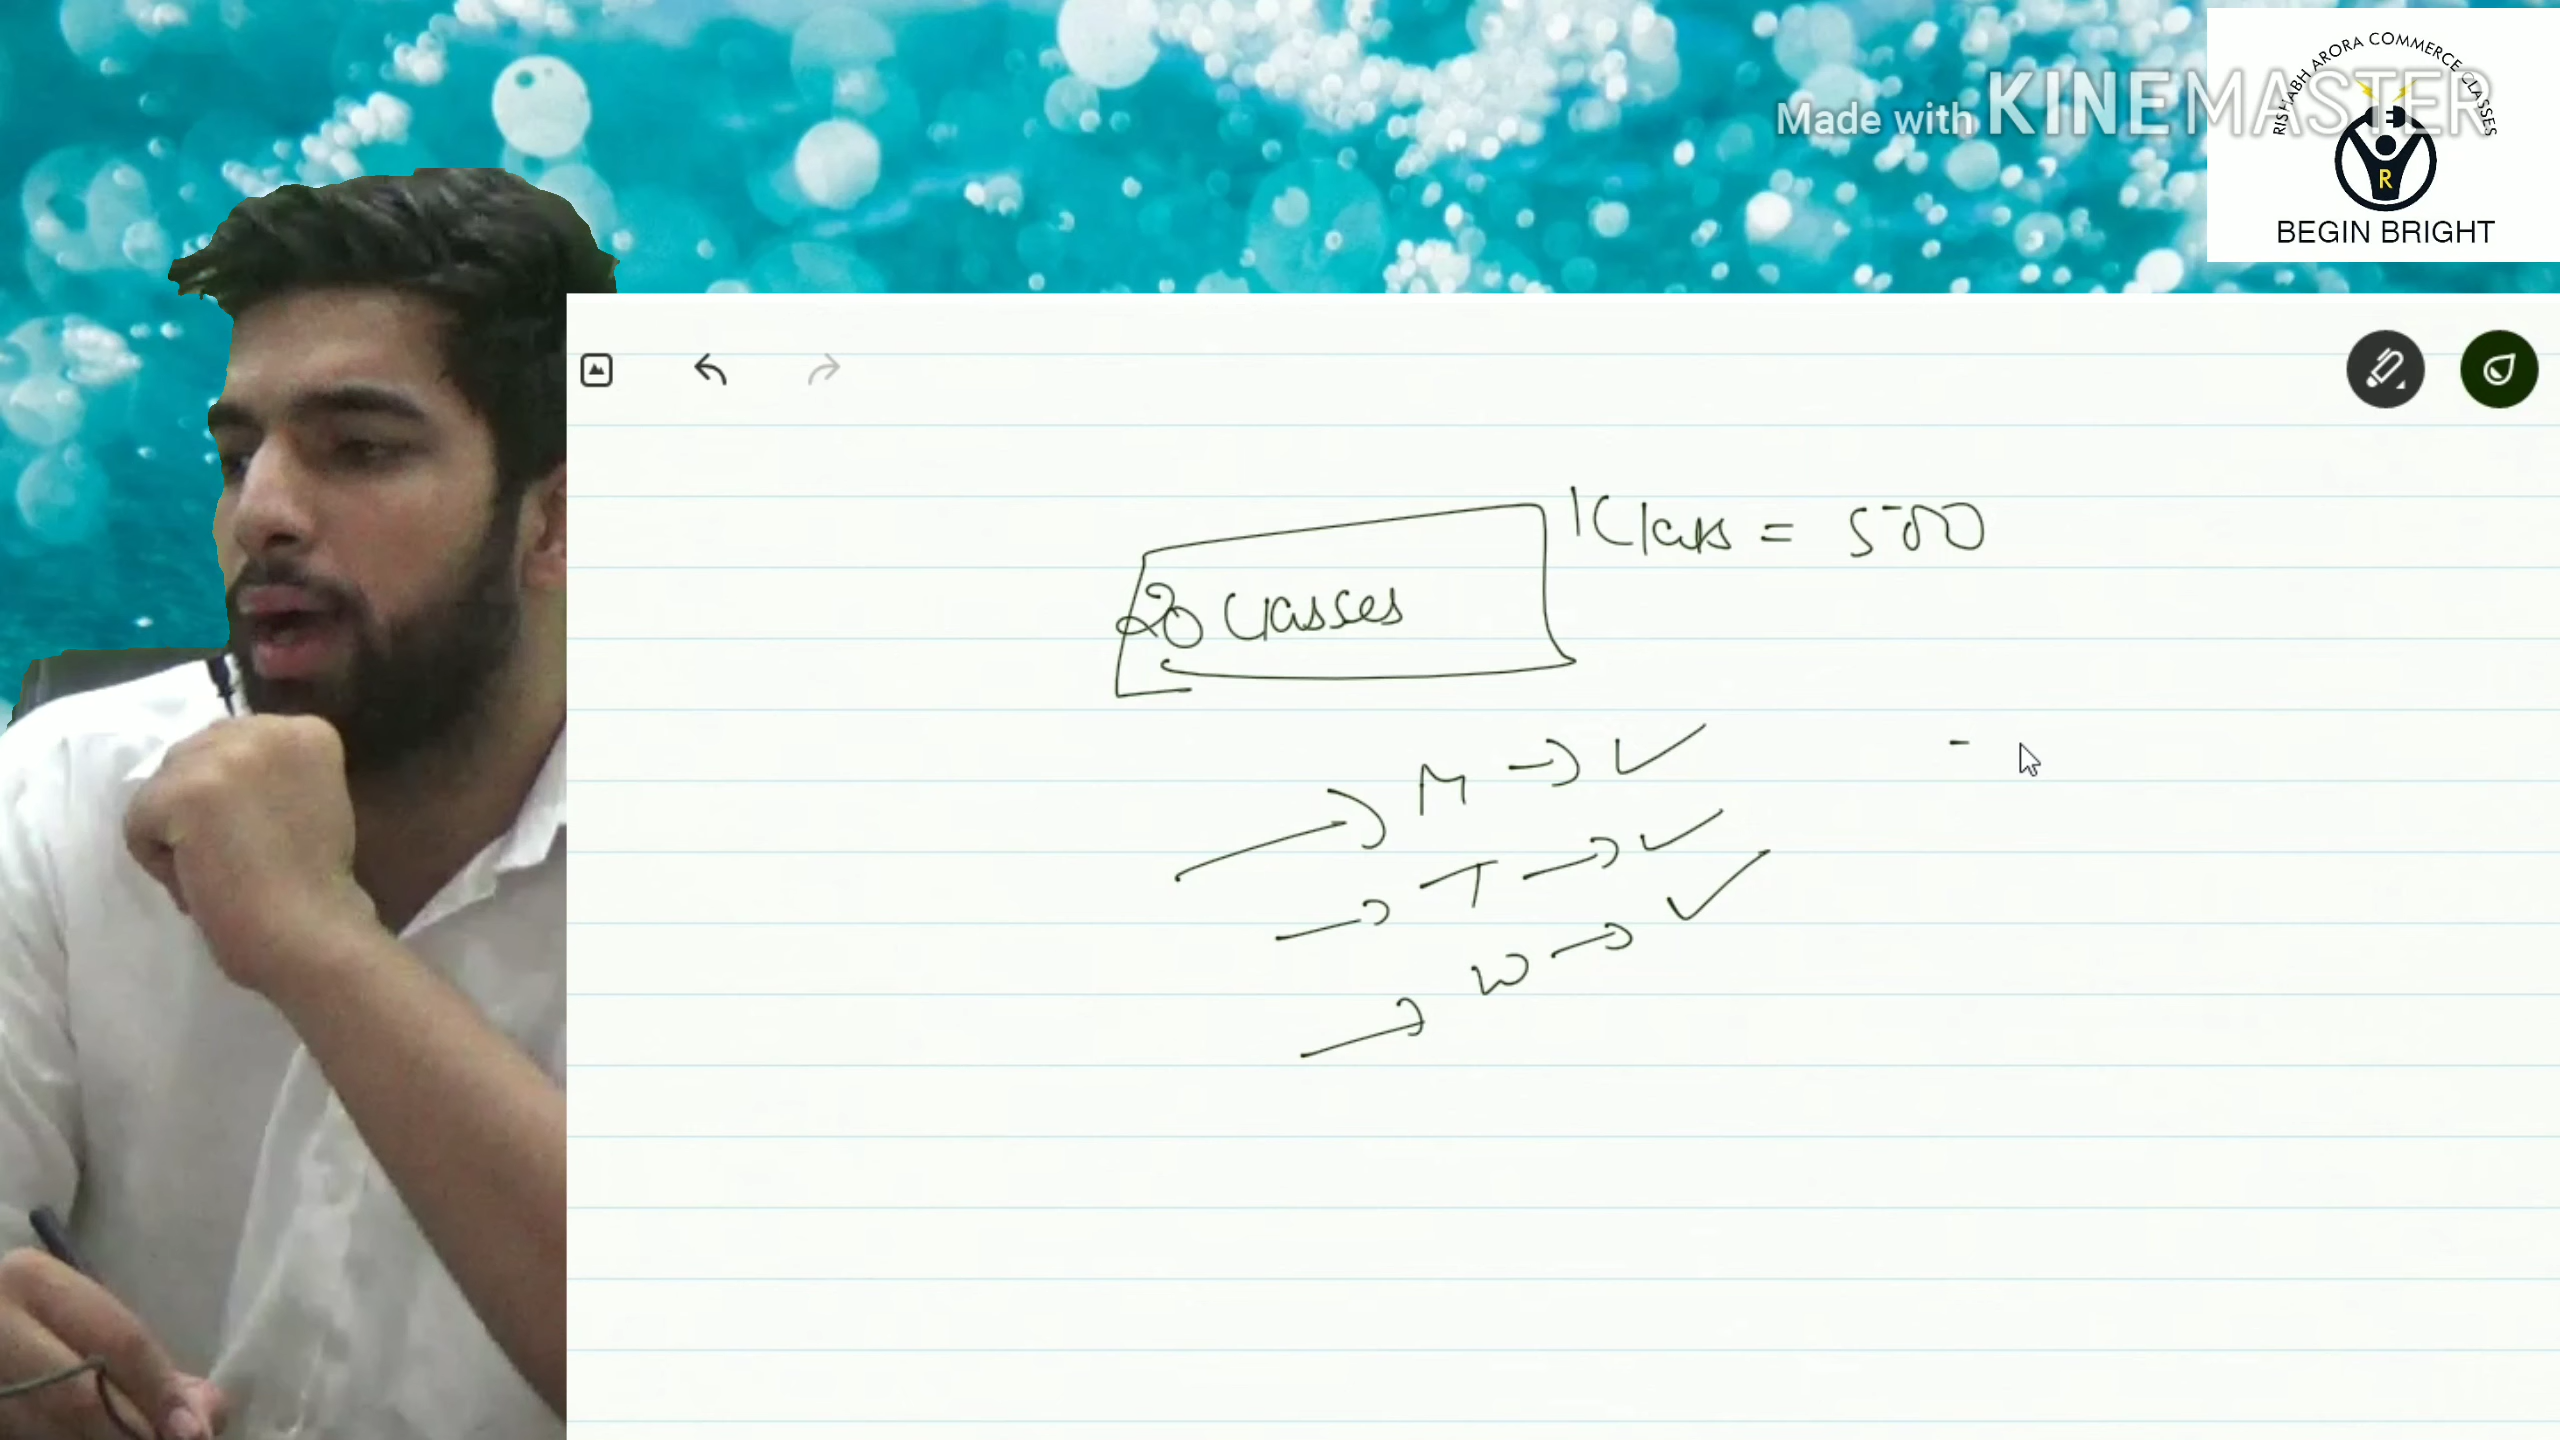 Made with KINEMASTER
RISHABH ARORA COMMERCE CLASSES
R
BEGIN BRIGHT
1 Class = 500
20 Classes
M → ✓
→ T → ✓
→ W → ✓
-